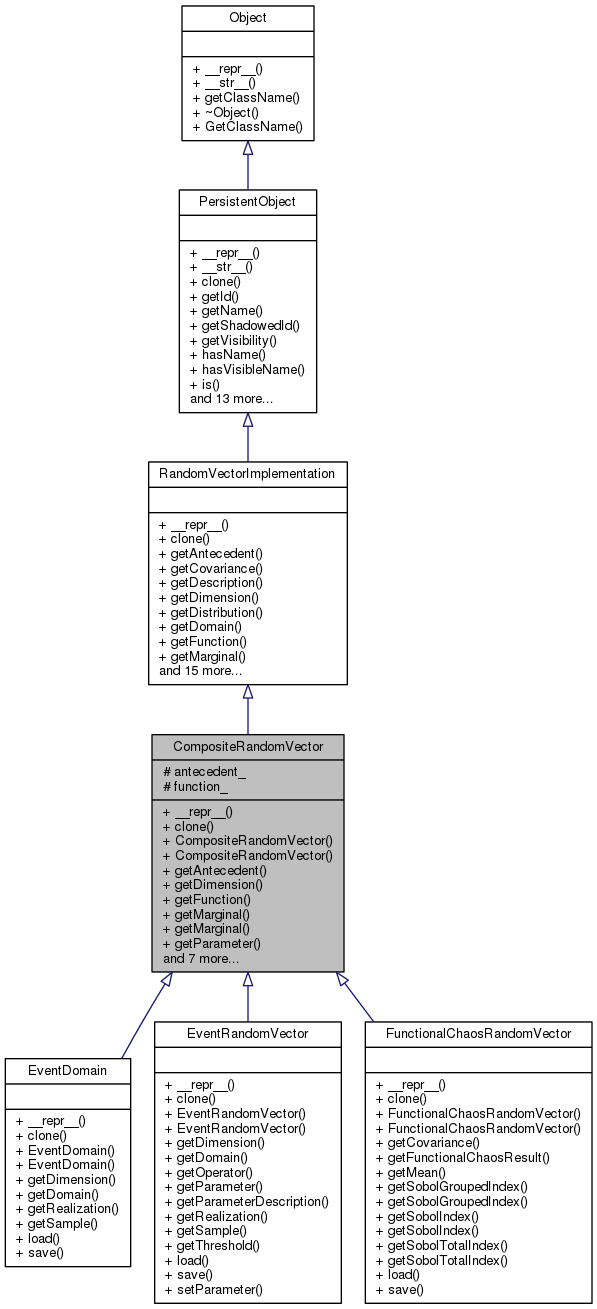 Object
+ __repr__()
+ __str__()
+ getClassName()
+ ~Object()
+ GetClassName()
PersistentObject
+ __repr__()
+ __str__()
+ clone()
+ getId()
+ getName()
+ getShadowedId()
+ getVisibility()
+ hasName()
+ hasVisibleName()
+ is()
and 13 more...
RandomVectorImplementation
+ __repr__()
+ clone()
+ getAntecedent()
+ getCovariance()
+ getDescription()
+ getDimension()
+ getDistribution()
+ getDomain()
+ getFunction()
+ getMarginal()
and 15 more...
CompositeRandomVector
# antecedent_
# function_
+ __repr__()
+ clone()
+ CompositeRandomVector()
+ CompositeRandomVector()
+ getAntecedent()
+ getDimension()
+ getFunction()
+ getMarginal()
+ getMarginal()
+ getParameter()
and 7 more...
EventDomain
+ __repr__()
+ clone()
+ EventDomain()
+ EventDomain()
+ getDimension()
+ getDomain()
+ getRealization()
+ getSample()
+ load()
+ save()
EventRandomVector
+ __repr__()
+ clone()
+ EventRandomVector()
+ EventRandomVector()
+ getDimension()
+ getDomain()
+ getOperator()
+ getParameter()
+ getParameterDescription()
+ getRealization()
+ getSample()
+ getThreshold()
+ load()
+ save()
+ setParameter()
FunctionalChaosRandomVector
+ __repr__()
+ clone()
+ FunctionalChaosRandomVector()
+ FunctionalChaosRandomVector()
+ getCovariance()
+ getFunctionalChaosResult()
+ getMean()
+ getSobolGroupedIndex()
+ getSobolGroupedIndex()
+ getSobolIndex()
+ getSobolIndex()
+ getSobolTotalIndex()
+ getSobolTotalIndex()
+ load()
+ save()